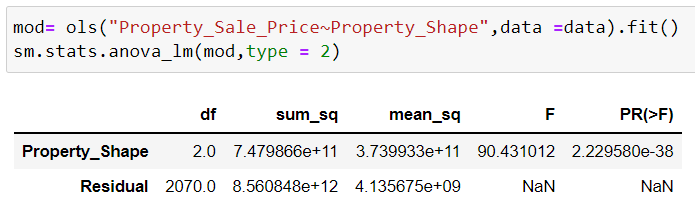 mod= ols("Property_Sale_Price~Property_Shape",data =data).fit()
sm.stats.anova_lm(mod,type = 2)
df sum_sq mean_sq F PR(>F)
Property_Shape 2.0 7.479866e+11 3.739933e+11 90.431012 2.229580e-38
Residual 2070.0 8.560848e+12 4.135675e+09 NaN NaN